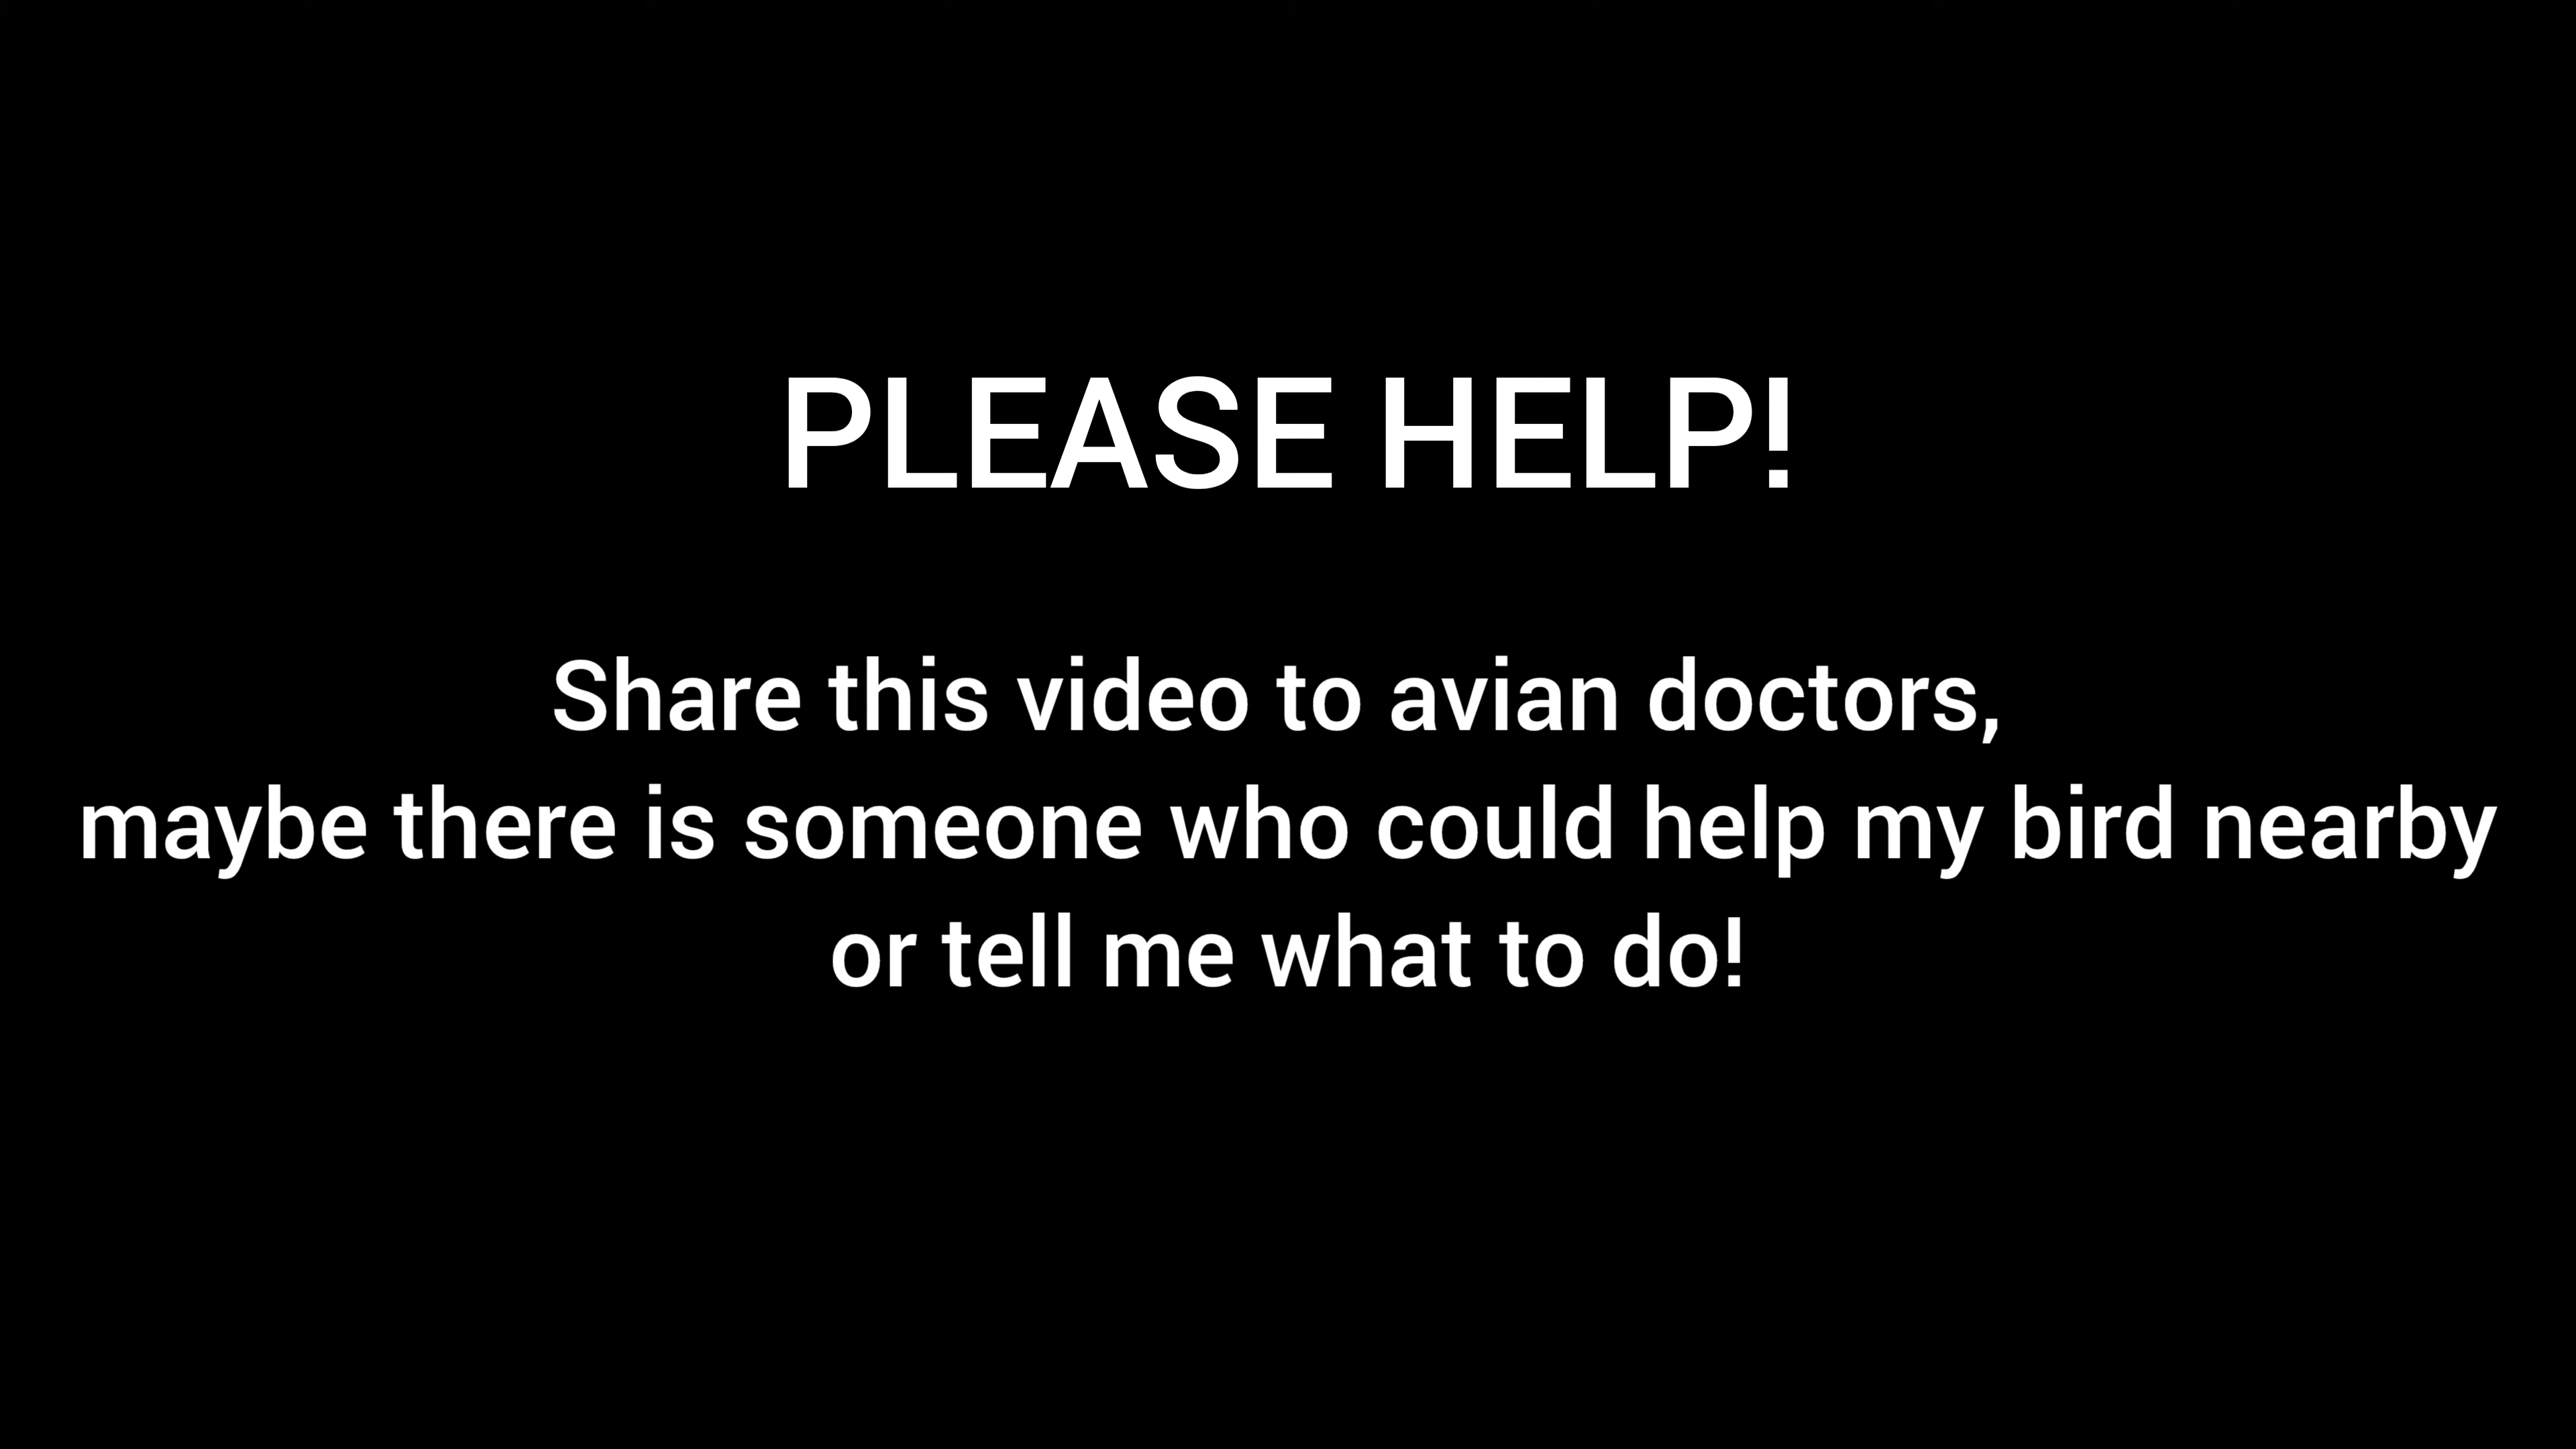 PLEASE HELP!
Share this video to avian doctors,
maybe there is someone who could help my bird nearby
or tell me what to do!